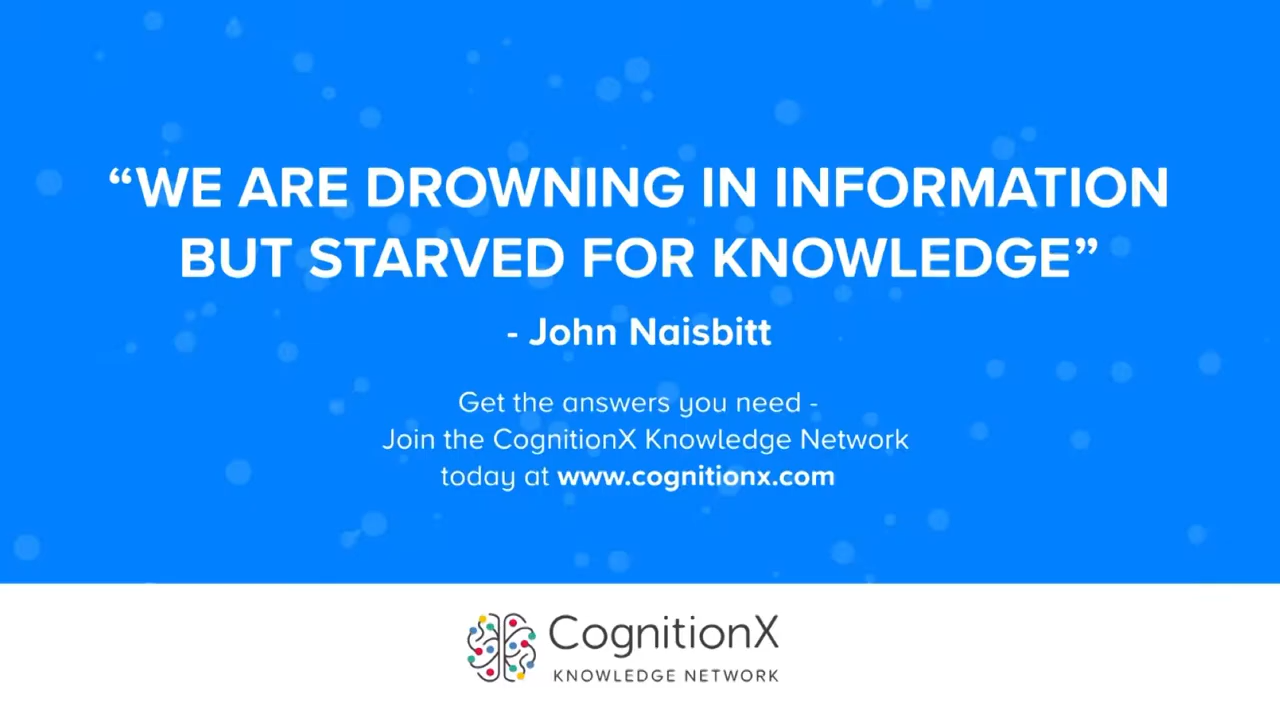 “WE ARE DROWNING IN INFORMATION
BUT STARVED FOR KNOWLEDGE”
- John Naisbitt
Get the answers you need -
Join the CognitionX Knowledge Network
today at www.cognitionx.com
CognitionX
KNOWLEDGE NETWORK